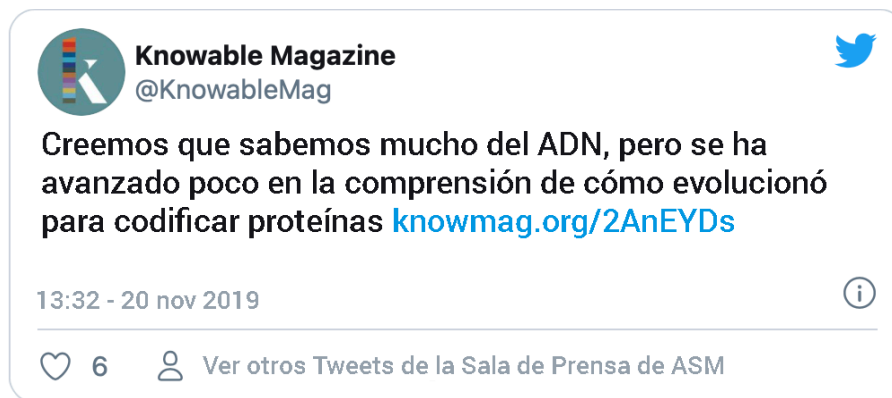 Knowable Magazine
@KnowableMag
Creemos que sabemos mucho del ADN, pero se ha
avanzado poco en la comprensión de cómo evolucionó
para codificar proteínas knowmag.org/2AnEYDs
13:32 - 20 nov 2019
6 Ver otros Tweets de la Sala de Prensa de ASM